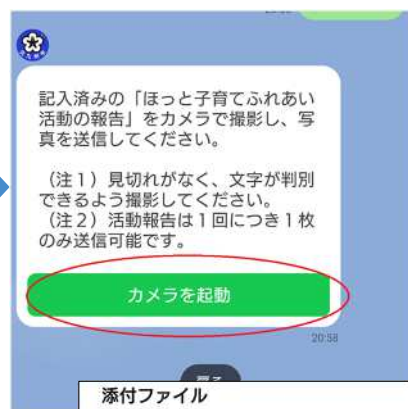 記入済みの「ほっと子育てふれあい
活動の報告」をカメラで撮影し、写
真を送信してください。
（注１）見切れがなく、文字が判別
できるよう撮影してください。
（注２）活動報告は１回につき１枚
のみ送信可能です。
カメラを起動
20:58
添付ファイル